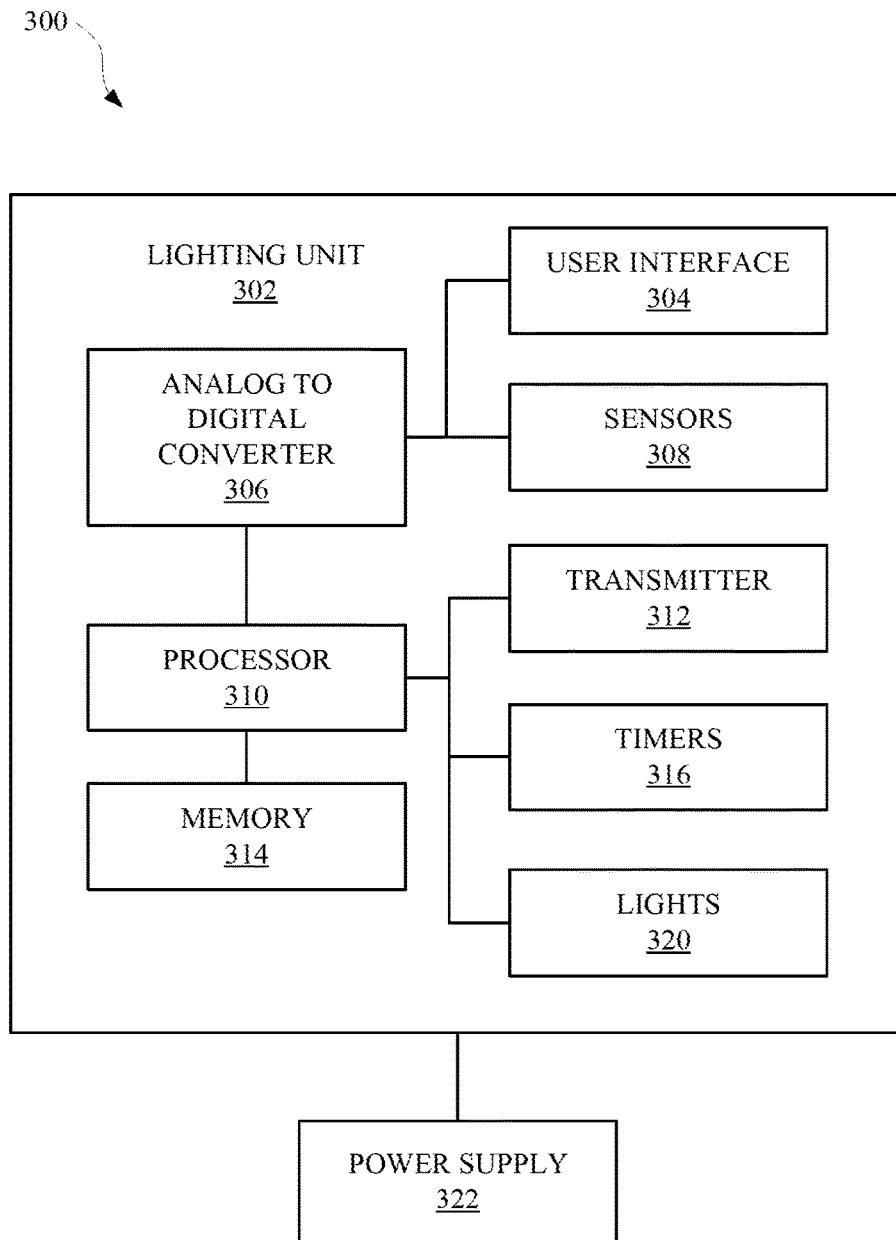 300
LIGHTING UNIT
302
USER INTERFACE
304
ANALOG TO
DIGITAL
CONVERTER
306
SENSORS
308
TRANSMITTER
312
PROCESSOR
310
TIMERS
316
MEMORY
314
LIGHTS
320
POWER SUPPLY
322